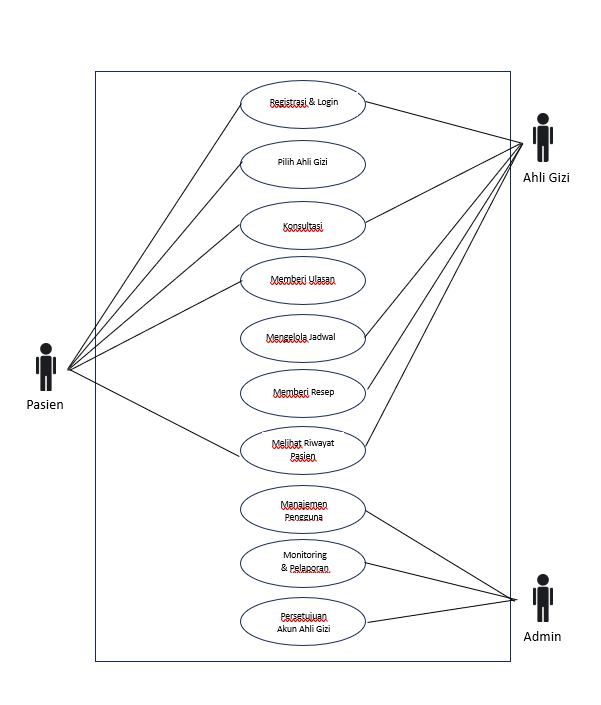 Registrasi & Login
Pilih Ahli Gizi
Konsultasi
Memberi Ulasan
Mengelola Jadwal
Memberi Resep
Melihat Riwayat
Pasien
Manajemen
Pengguna
Monitoring
& Pelaporan
Persetujuan
Akun Ahli Gizi
Pasien
Ahli Gizi
Admin